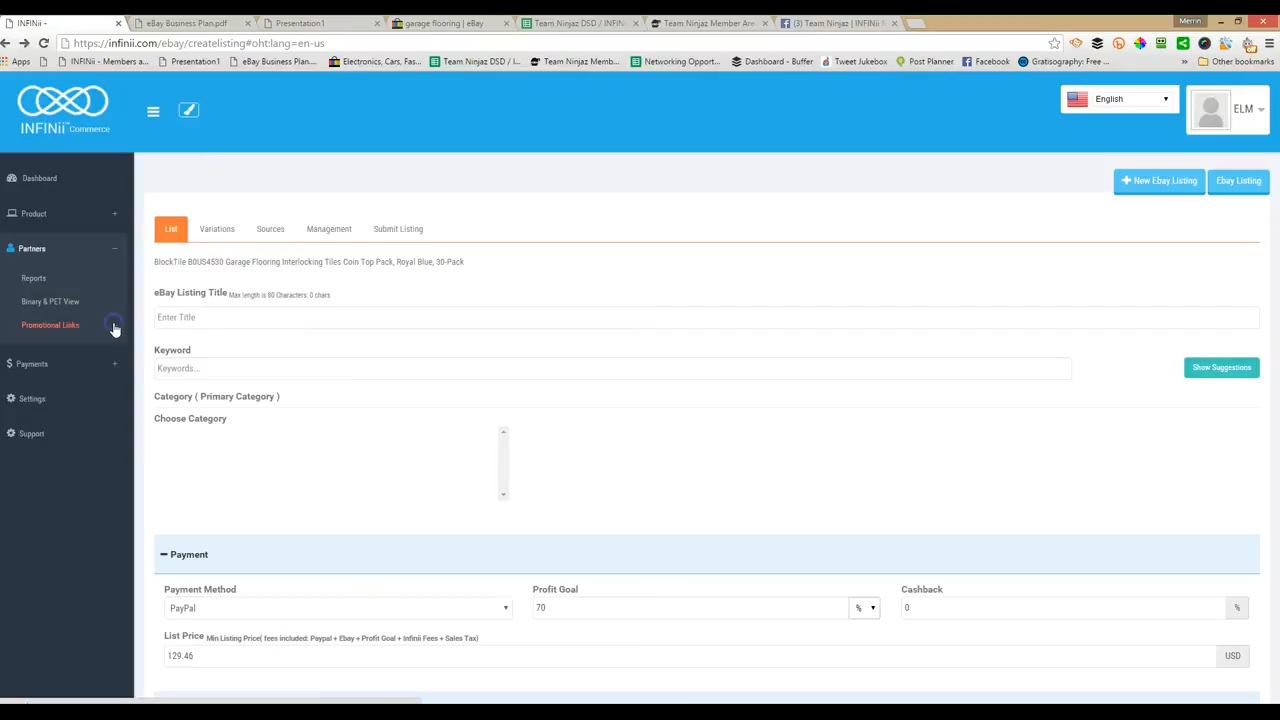 INFINii -
eBay Business Plan.pdf
Presentation1
garage flooring | eBay
Team Ninjaz DSD / INFINI
Team Ninjaz Member Are
(3) Team Ninjaz | INFINii N
Merrin
https://infinii.com/ebay/createlisting#oht:lang=en-us
Apps
INFINii - Members a...
Presentation1
eBay Business Plan....
Electronics, Cars, Fas...
Team Ninjaz DSD / I...
Team Ninjaz Memb...
Networking Opport...
Dashboard - Buffer
Tweet Jukebox
Post Planner
Facebook
Gratisography: Free ...
» Other bookmarks
INFINii™ Commerce
English
ELM
Dashboard
Product +
Partners −
Reports
Binary & PET View
Promotional Links
$ Payments +
Settings
Support
+ New Ebay Listing
Ebay Listing
List
Variations
Sources
Management
Submit Listing
BlockTile B0US4530 Garage Flooring Interlocking Tiles Coin Top Pack, Royal Blue, 30-Pack
eBay Listing Title Max length is 80 Characters: 0 chars
Enter Title
Keyword
Keywords...
Show Suggestions
Category ( Primary Category )
Choose Category
− Payment
Payment Method
Profit Goal
Cashback
PayPal
70
%
0
%
List Price Min Listing Price( fees included: Paypal + Ebay + Profit Goal + Infinii Fees + Sales Tax)
129.46
USD